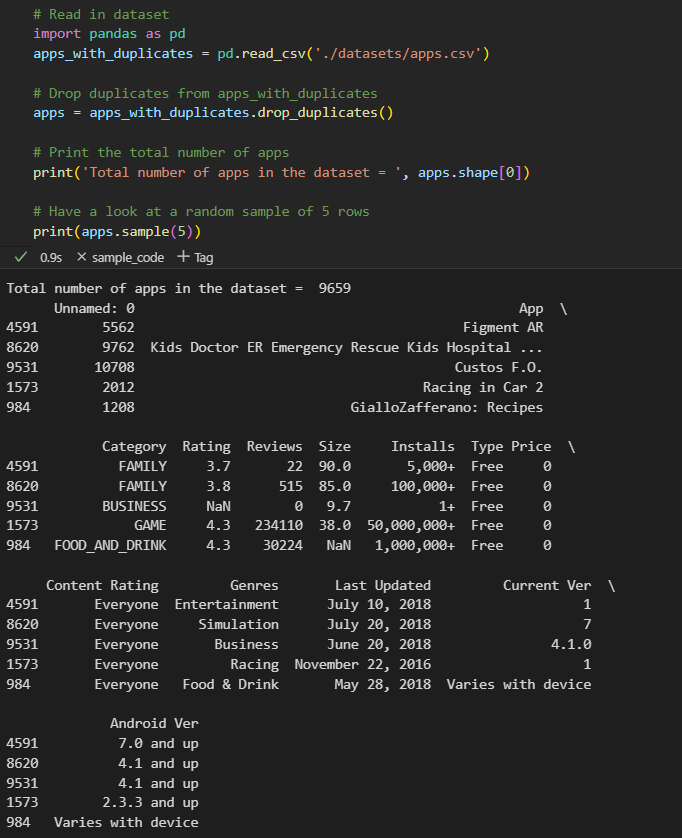 # Read in dataset
import pandas as pd
apps_with_duplicates = pd.read_csv('./datasets/apps.csv')
# Drop duplicates from apps_with_duplicates
apps = apps_with_duplicates.drop_duplicates()
# Print the total number of apps
print('Total number of apps in the dataset = ', apps.shape[0])
# Have a look at a random sample of 5 rows
print(apps.sample(5))
0.9s sample_code Tag
Total number of apps in the dataset =  9659
Unnamed: 0 App \
4591 5562 Figment AR
8620 9762 Kids Doctor ER Emergency Rescue Kids Hospital ...
9531 10708 Custos F.O.
1573 2012 Racing in Car 2
984 1208 GialloZafferano: Recipes
Category Rating Reviews Size Installs Type Price \
4591 FAMILY 3.7 22 90.0 5,000+ Free 0
8620 FAMILY 3.8 515 85.0 100,000+ Free 0
9531 BUSINESS NaN 0 9.7 1+ Free 0
1573 GAME 4.3 234110 38.0 50,000,000+ Free 0
984 FOOD_AND_DRINK 4.3 30224 NaN 1,000,000+ Free 0
Content Rating Genres Last Updated Current Ver \
4591 Everyone Entertainment July 10, 2018 1
8620 Everyone Simulation July 20, 2018 7
9531 Everyone Business June 20, 2018 4.1.0
1573 Everyone Racing November 22, 2016 1
984 Everyone Food & Drink May 28, 2018 Varies with device
Android Ver
4591 7.0 and up
8620 4.1 and up
9531 4.1 and up
1573 2.3.3 and up
984 Varies with device